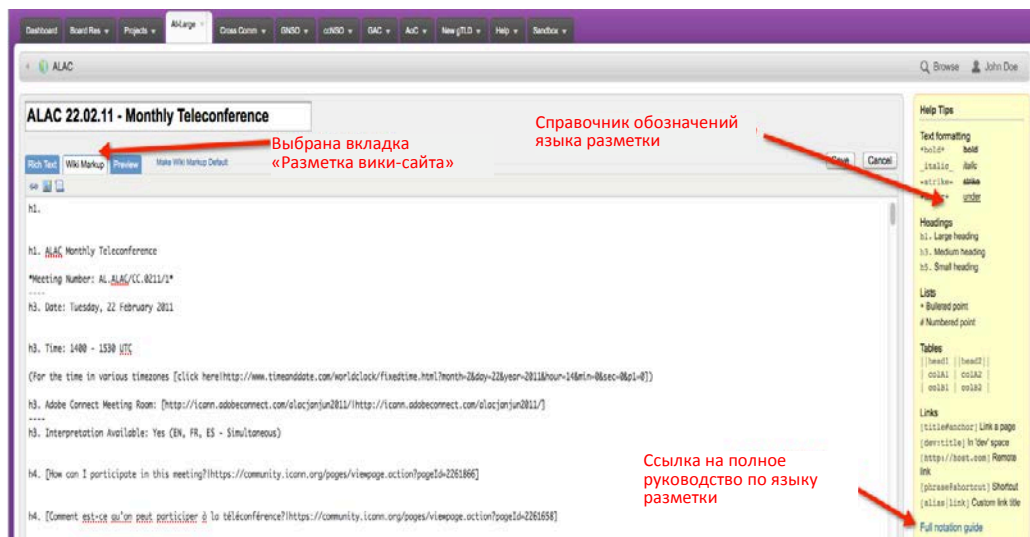 Dashboard Board Res Projects At-Large Cross Comm GNSO ccNSO GAC AoC New gTLD Help Sandbox
ALAC Browse John Doe
ALAC 22.02.11 - Monthly Teleconference
Выбрана вкладка
«Разметка вики-сайта»
Справочник обозначений
языка разметки
Rich Text Wiki Markup Preview Make Wiki Markup Default Cancel
h1.
h1. ALAC Monthly Teleconference
*Meeting Number: AL.ALAC/CC.0211/1*
----
h3. Date: Tuesday, 22 February 2011
h3. Time: 1400 - 1530 UTC
(For the time in various timezones [click here!http://www.timeanddate.com/worldclock/fixedtime.html?month=2&day=22&year=2011&hour=14&min=0&sec=0&p1=0])
h3. Adobe Connect Meeting Room: [http://icann.adobeconnect.com/alacjanjun2011/!http://icann.adobeconnect.com/alacjanjun2011/]
----
h3. Interpretation Available: Yes (EN, FR, ES - Simultaneous)
h4. [How can I participate in this meeting?!https://community.icann.org/pages/viewpage.action?pageId=2261866]
h4. [Comment est-ce qu'on peut participer à la téléconférence?!https://community.icann.org/pages/viewpage.action?pageId=2261658]
Ссылка на полное
руководство по языку
разметки
Help Tips
Text formatting
*bold* bold
_italic_ italic
-strike- strike
under
Headings
h1. Large heading
h3. Medium heading
h5. Small heading
Lists
* Bulleted point
# Numbered point
Tables
||head1 ||head2||
| colA1 | colA2 |
| colB1 | colB2 |
Links
[title#anchor] Link a page
[dev:title] In 'dev' space
[http://host.com] Remote
link
[phrase@shortcut] Shortcut
[alias|link] Custom link title
Full notation guide